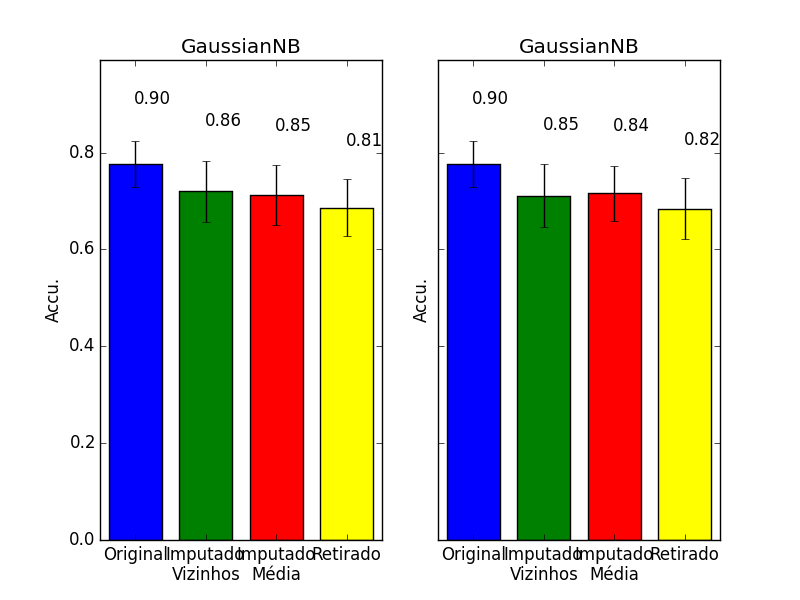 GaussianNB
0.90
0.86
0.85
0.81
0.8
0.6
0.4
0.2
0.0
Accu.
Original
Imputado
Vizinhos
Imputado
Média
Retirado
GaussianNB
0.90
0.85
0.84
0.82
Accu.
Original
Imputado
Vizinhos
Imputado
Média
Retirado